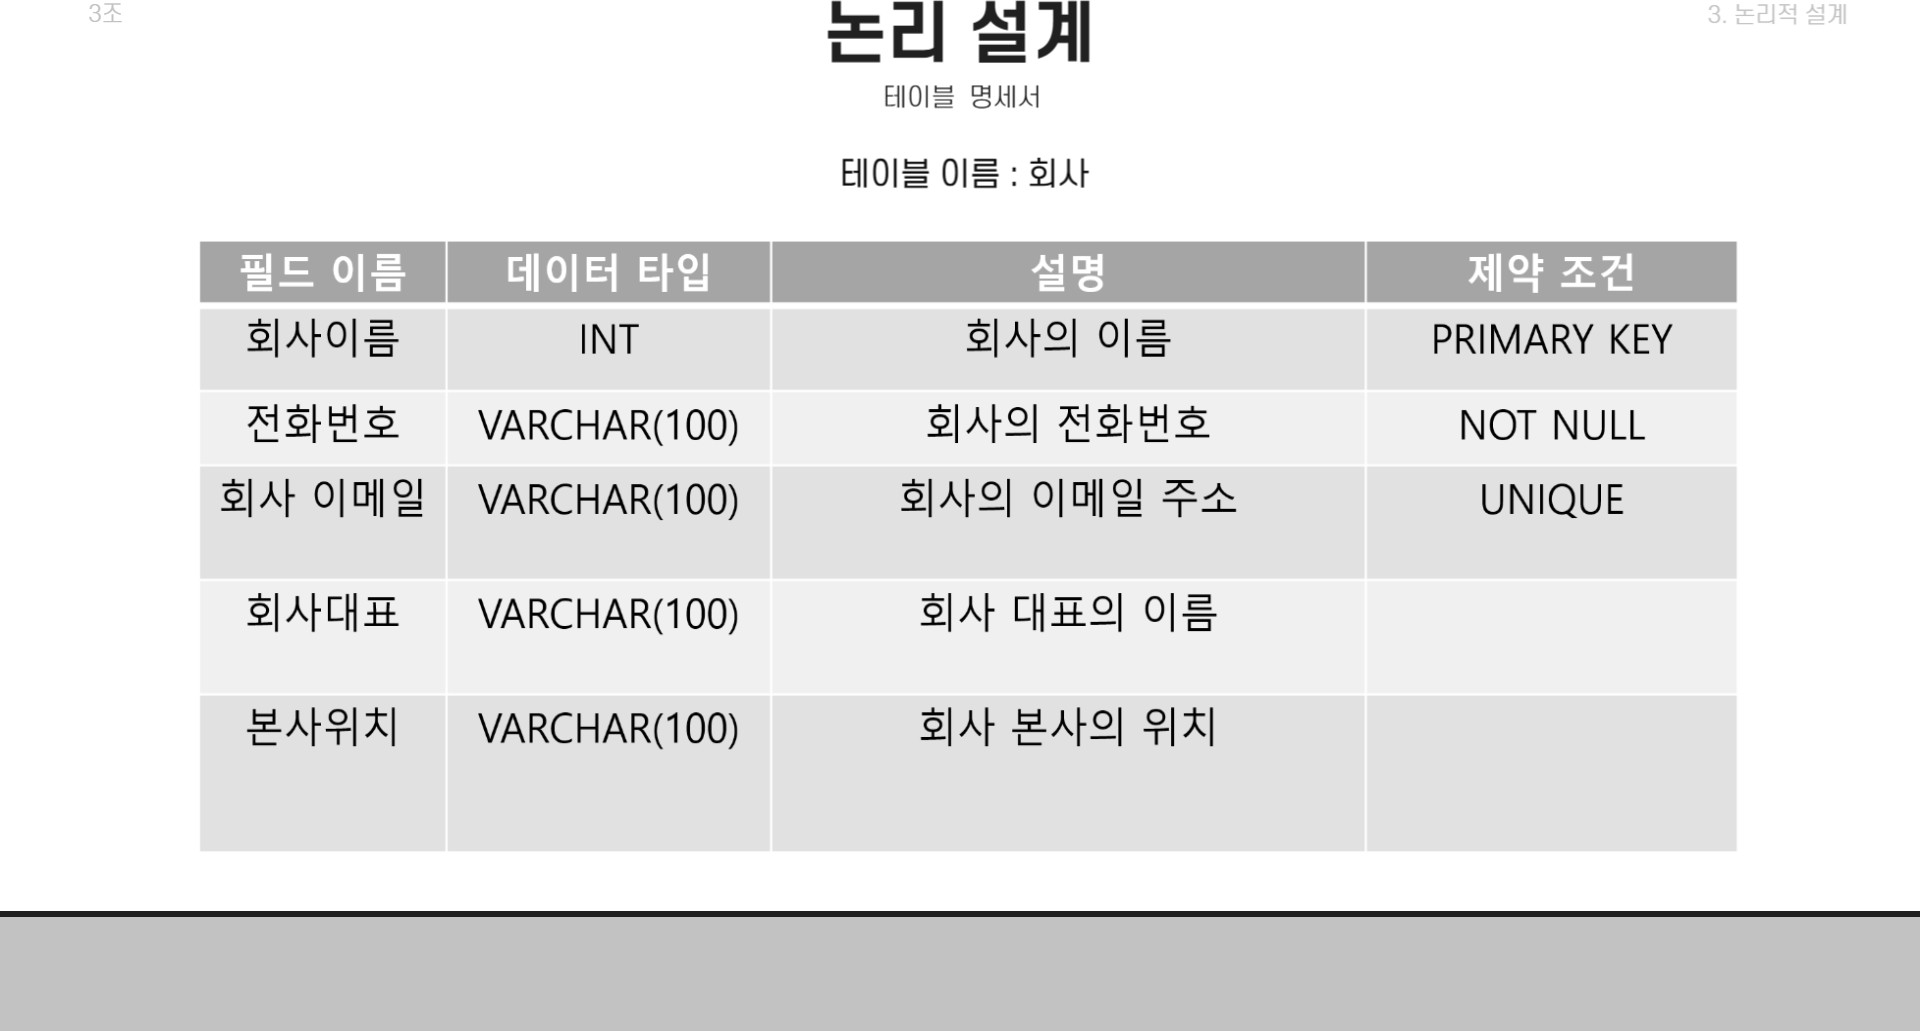 3조
3. 논리적 설계
논리 설계
테이블 명세서
테이블 이름 : 회사
필드 이름 데이터 타입 설명 제약 조건
회사이름 INT 회사의 이름 PRIMARY KEY
전화번호 VARCHAR(100) 회사의 전화번호 NOT NULL
회사 이메일 VARCHAR(100) 회사의 이메일 주소 UNIQUE
회사대표 VARCHAR(100) 회사 대표의 이름
본사위치 VARCHAR(100) 회사 본사의 위치